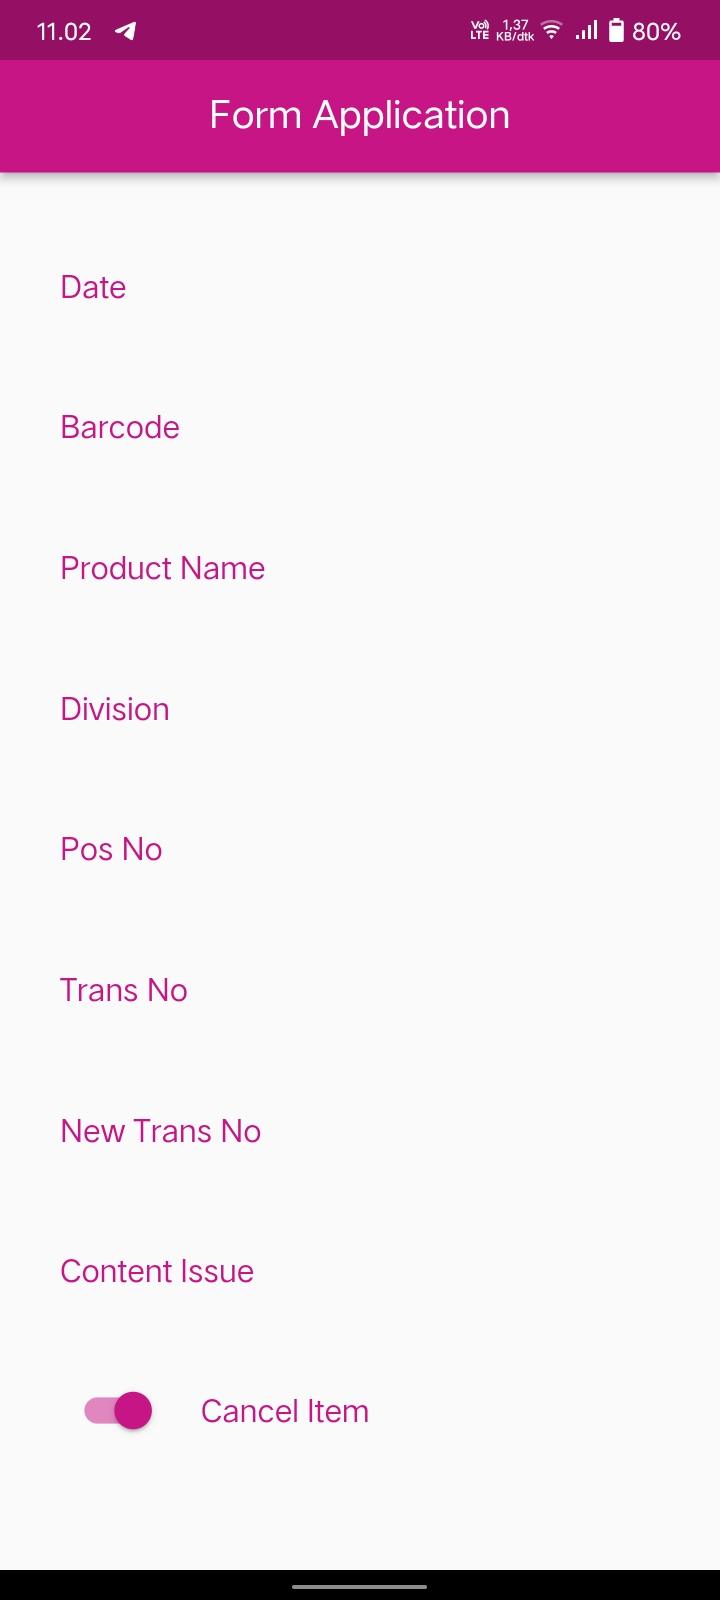 11.02 Vo)) LTE 1,37 KB/dtk 80%
Form Application
Date
Barcode
Product Name
Division
Pos No
Trans No
New Trans No
Content Issue
Cancel Item